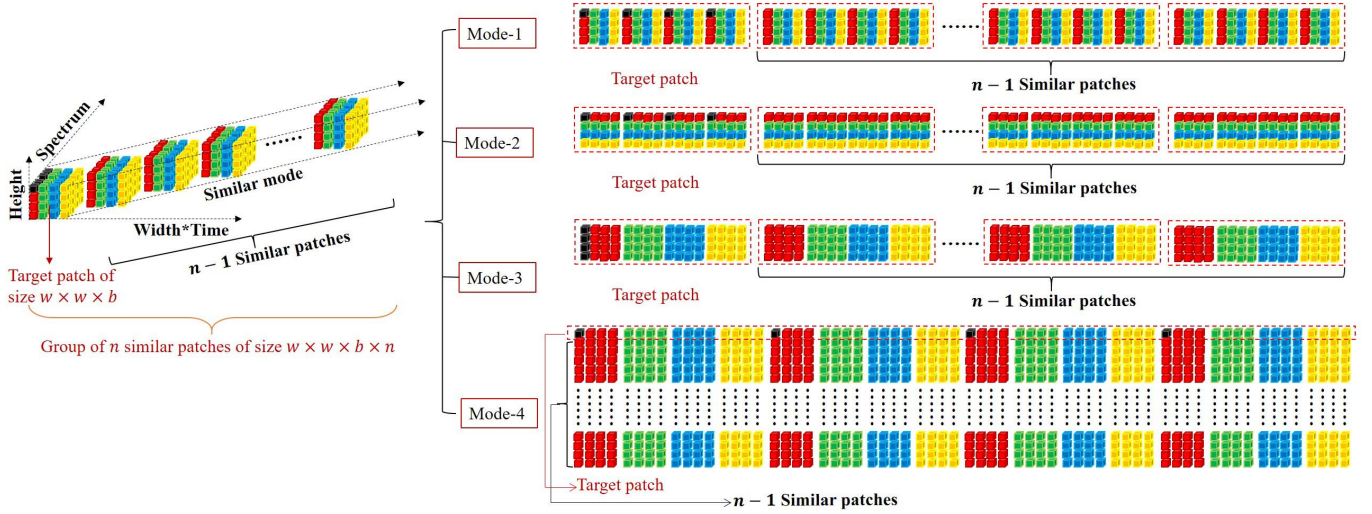 Spectrum
Height
Width*Time
Similar mode
n − 1 Similar patches
Target patch of
size w × w × b
Group of n similar patches of size w × w × b × n
Mode-1
Target patch
n − 1 Similar patches
Mode-2
Target patch
n − 1 Similar patches
Mode-3
Target patch
n − 1 Similar patches
Mode-4
Target patch
n − 1 Similar patches